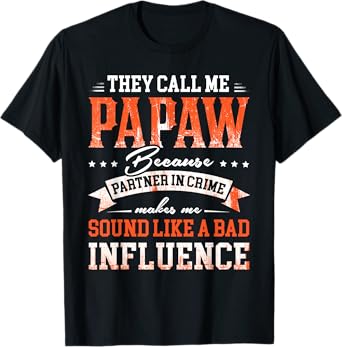 THEY CALL ME
PAPAW
Because
PARTNER IN CRIME
makes me
SOUND LIKE A BAD
INFLUENCE